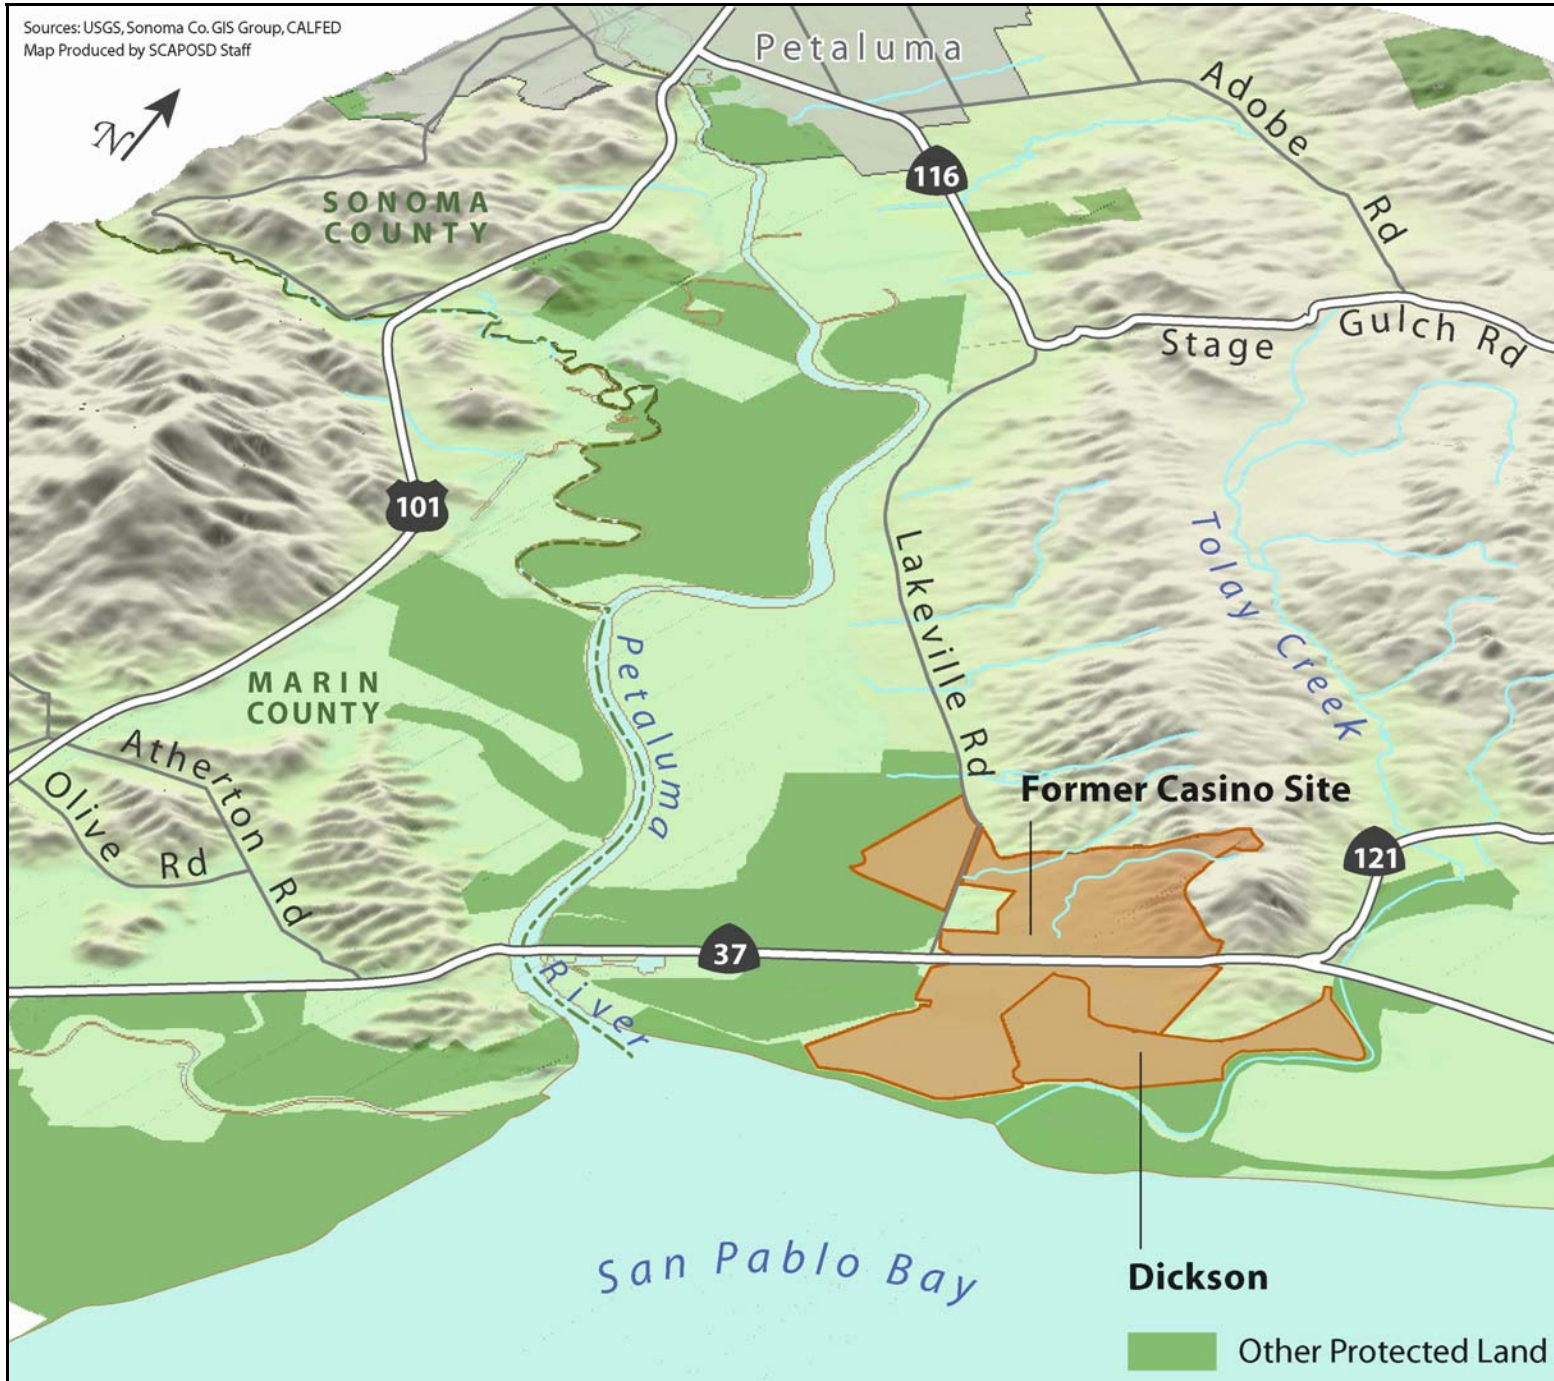 Sources: USGS, Sonoma Co. GIS Group, CALFED
Map Produced by SCAPOSD Staff
N
Petaluma
Adobe Rd
116
SONOMA
COUNTY
Stage Gulch Rd
101
Lakeville Rd
Tolay Creek
Petaluma River
MARIN
COUNTY
Atherton Rd
Olive Rd
Former Casino Site
121
37
San Pablo Bay
Dickson
Other Protected Land